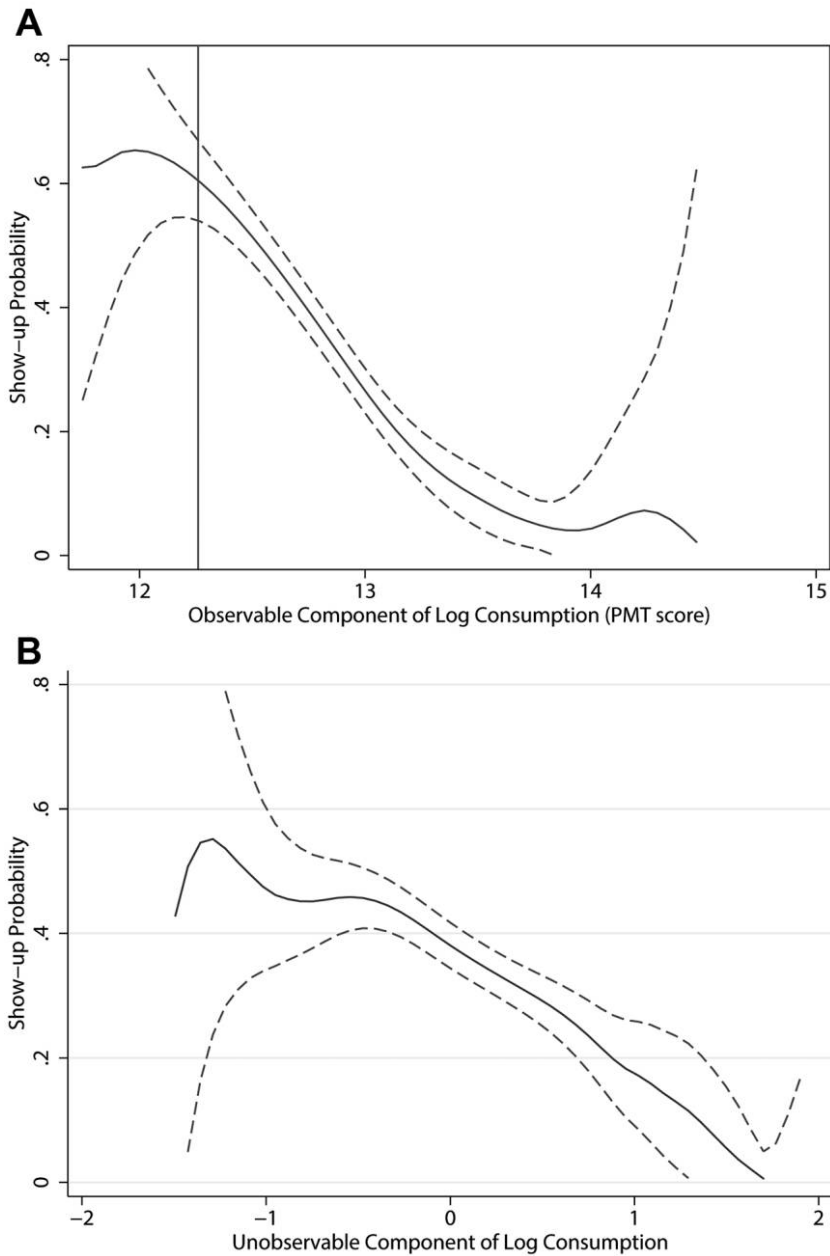 A
.8
.6
.4
.2
0
Show-up Probability
12 13 14 15
Observable Component of Log Consumption (PMT score)
B
.8
.6
.4
.2
0
Show-up Probability
−2 −1 0 1 2
Unobservable Component of Log Consumption